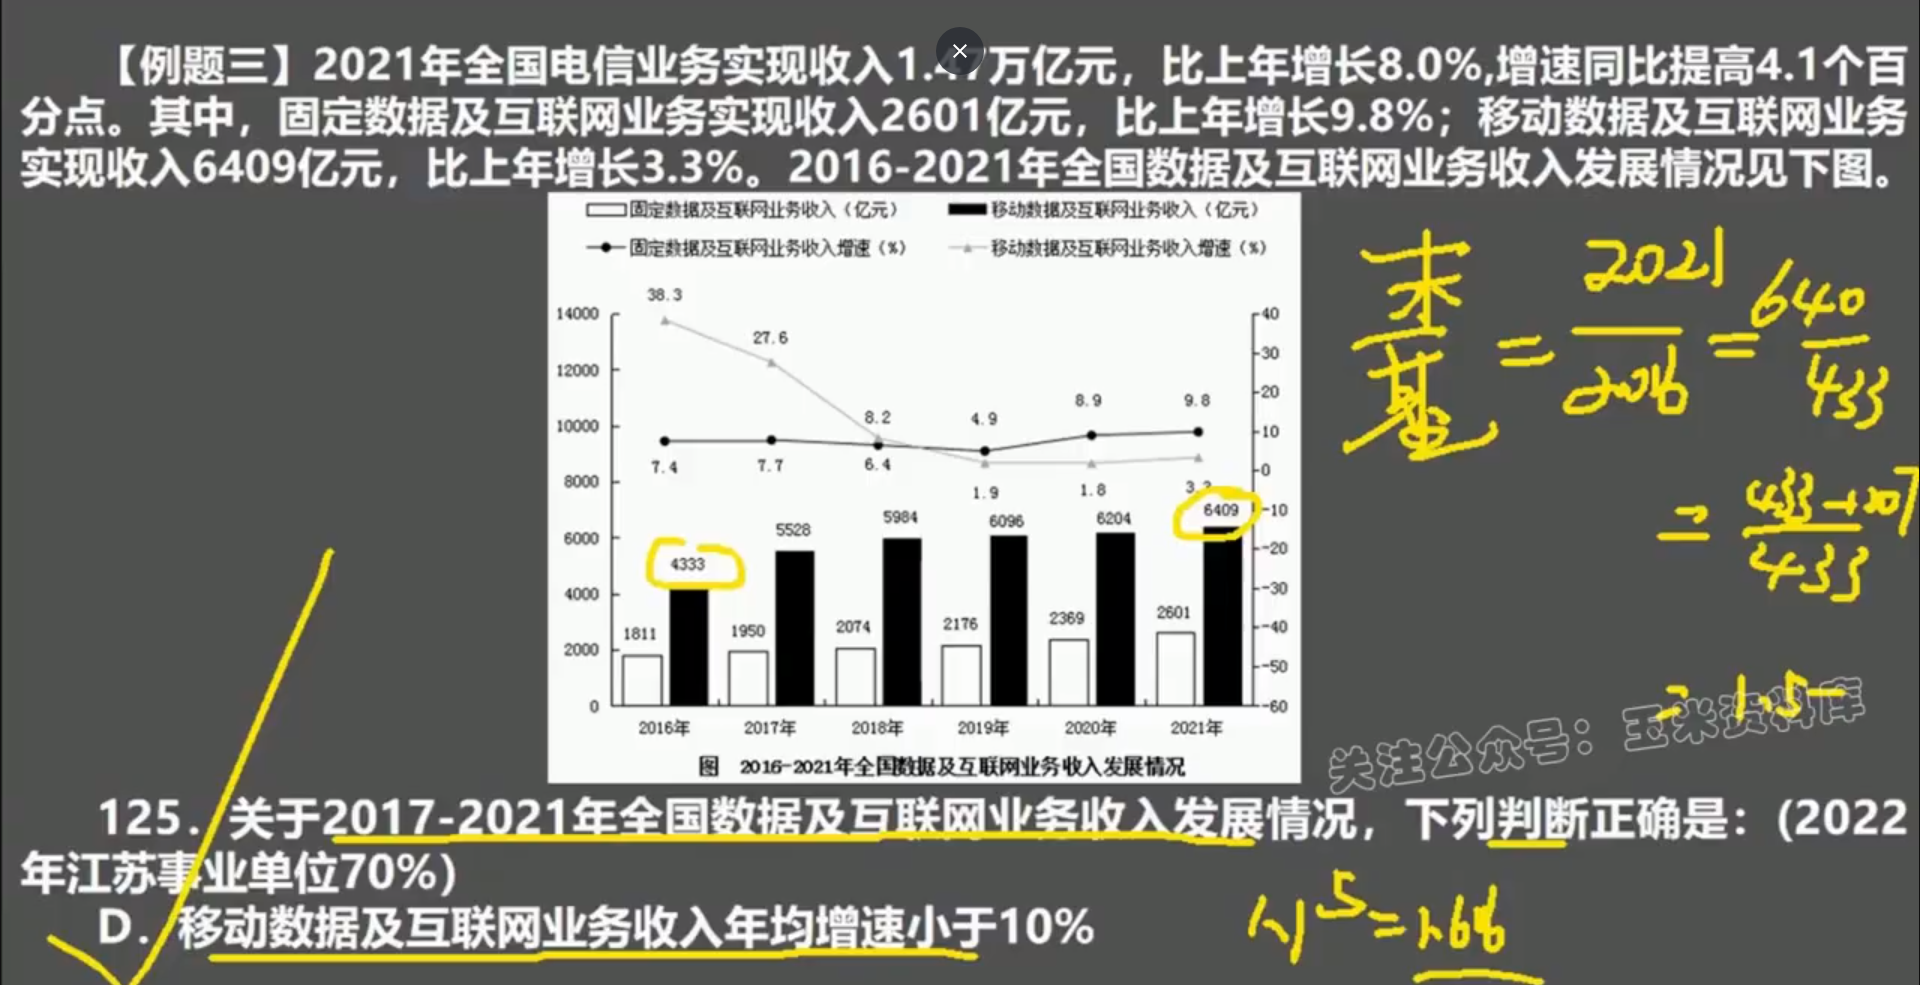 【例题三】2021年全国电信业务实现收入1.47万亿元，比上年增长8.0%,增速同比提高4.1个百
分点。其中，固定数据及互联网业务实现收入2601亿元，比上年增长9.8%；移动数据及互联网业务
实现收入6409亿元，比上年增长3.3%。2016-2021年全国数据及互联网业务收入发展情况见下图。
固定数据及互联网业务收入（亿元） 移动数据及互联网业务收入（亿元）
固定数据及互联网业务收入增速（%） 移动数据及互联网业务收入增速（%）
38.3
14000 40
27.6
12000 30
20
8.2 4.9 8.9 9.8
10000 10
7.4 7.7 6.4 0
8000
1.9 1.8 3.3
4333 5528 5984 6096 6204 6409 -10
6000 -20
4000 -30
1811 1950 2074 2176 2369 2601 -40
2000 -50
0 -60
2016年 2017年 2018年 2019年 2020年 2021年
图 2016-2021年全国数据及互联网业务收入发展情况
末 2021 640
基 = 2016 = 433
= 433+207
433
= 1.5-
关注公众号：玉米资料库
125. 关于2017-2021年全国数据及互联网业务收入发展情况，下列判断正确是：(2022
年江苏事业单位70%)
D. 移动数据及互联网业务收入年均增速小于10%